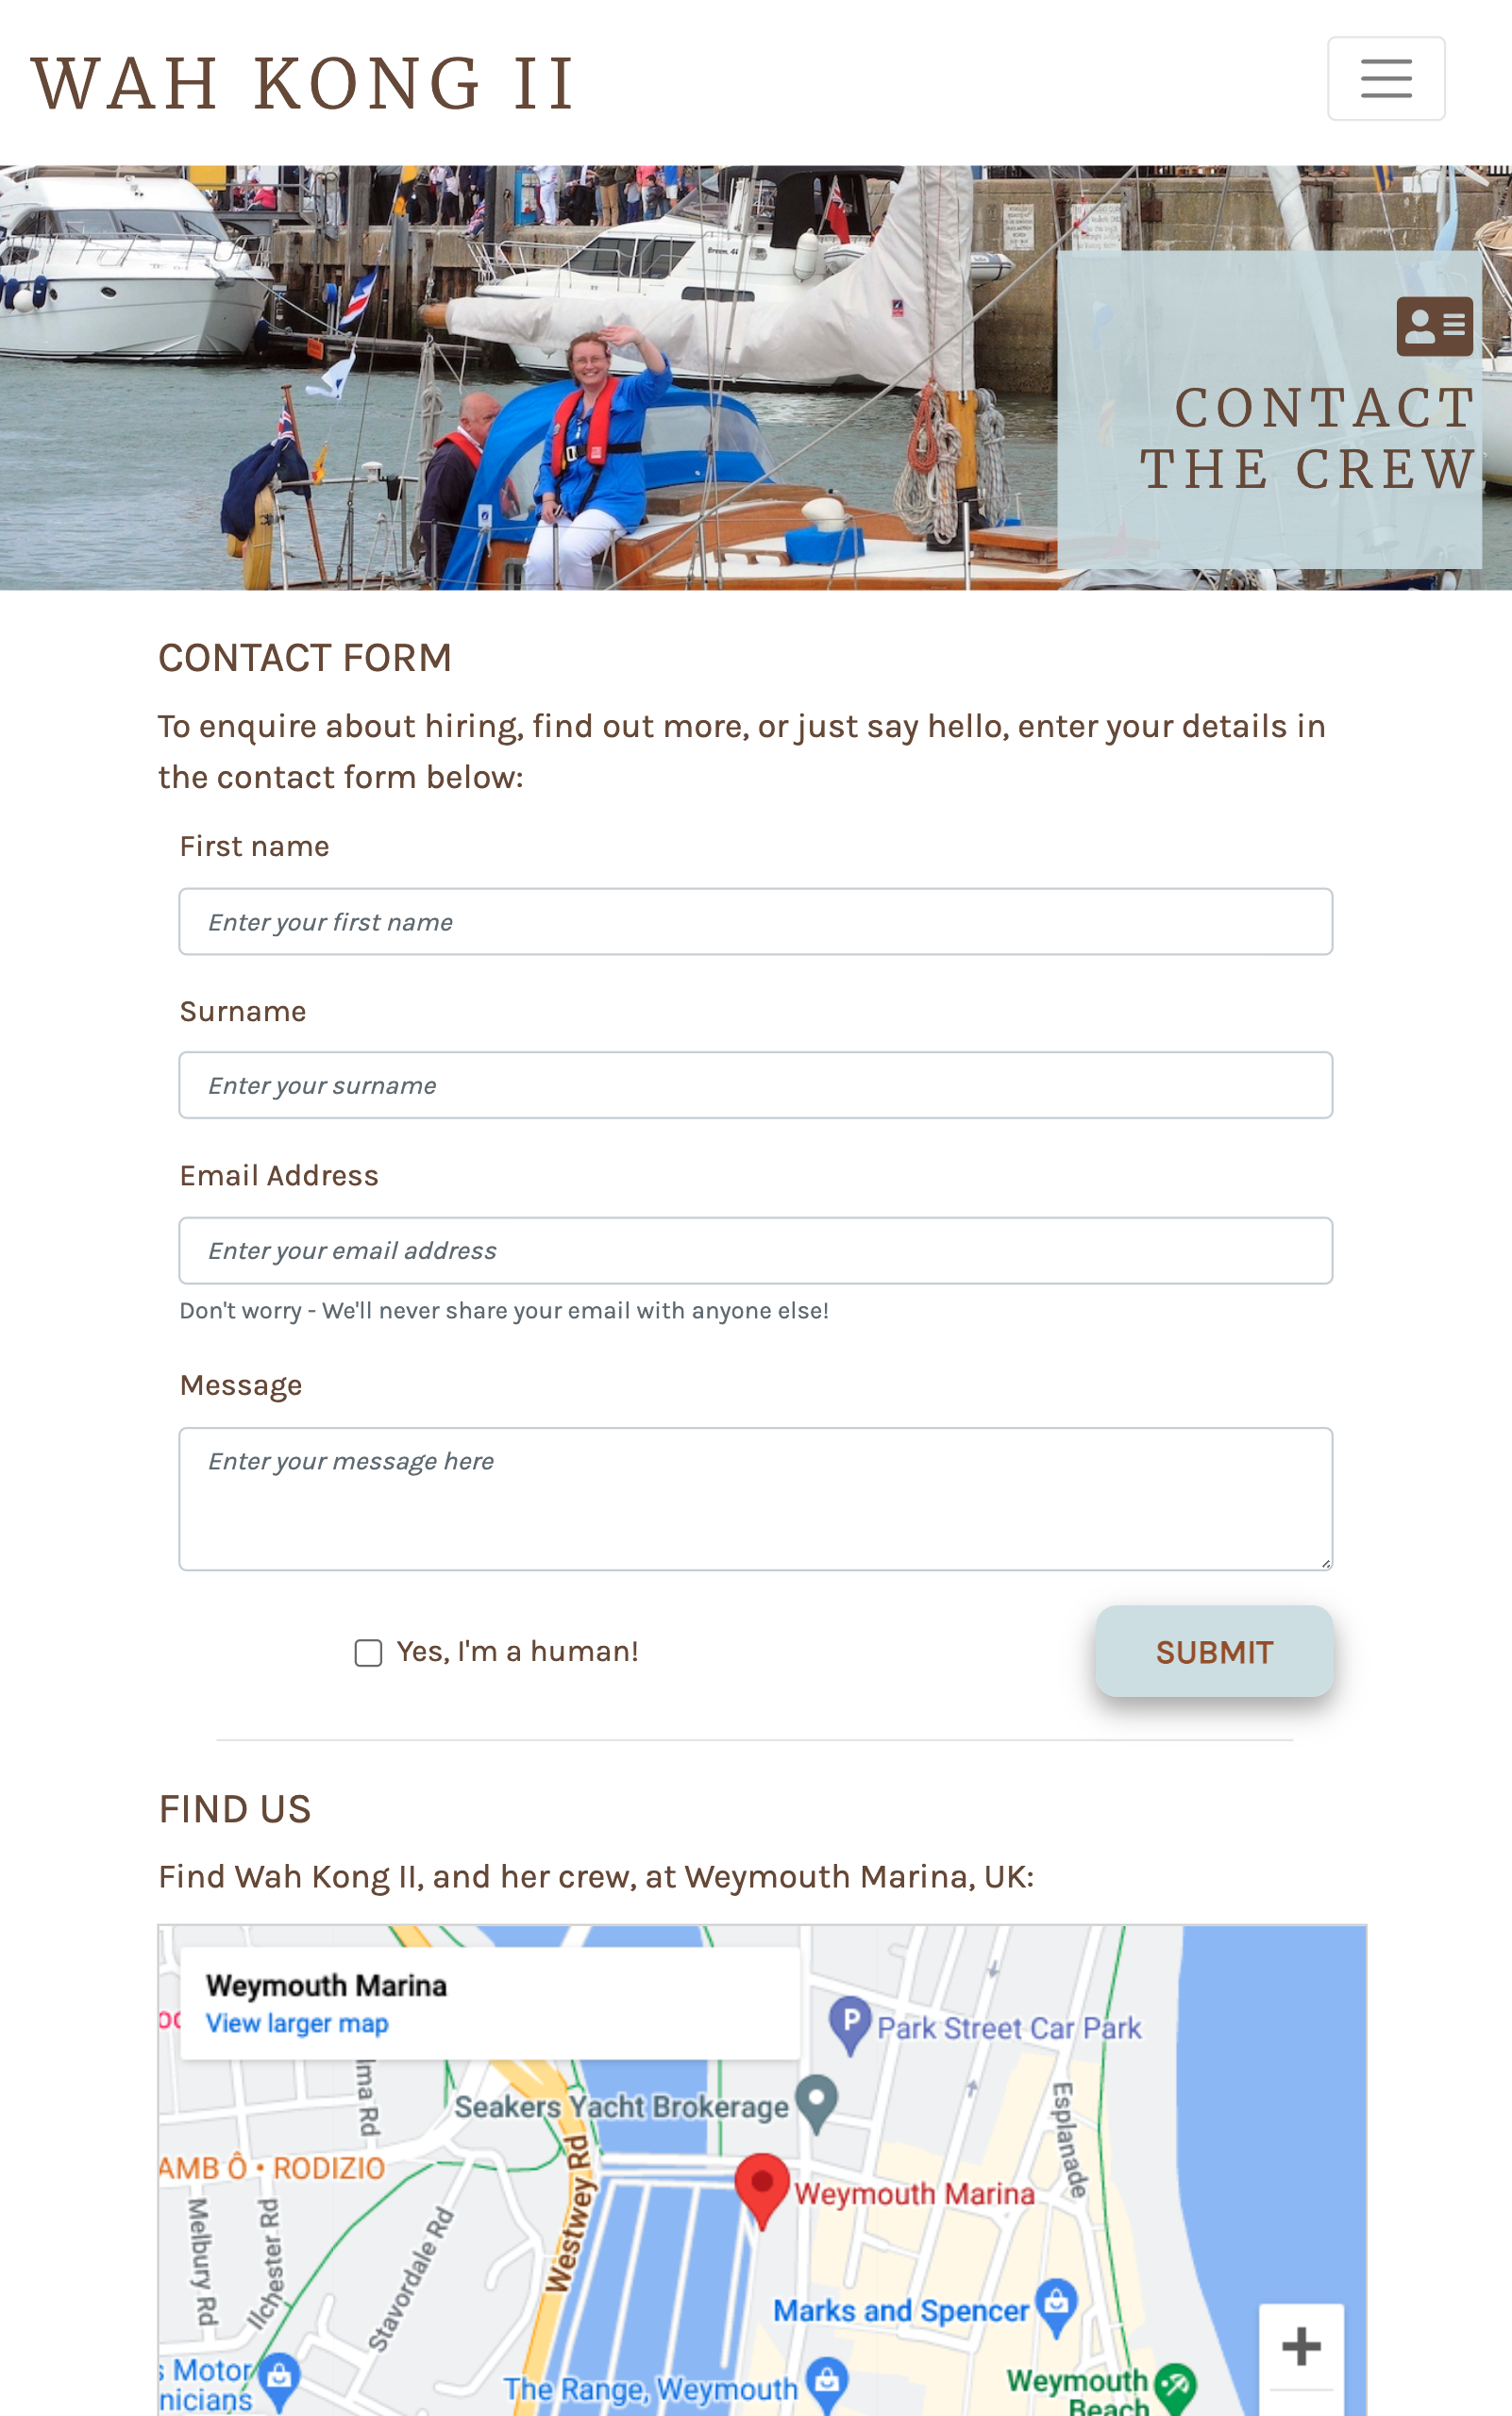 WAH KONG II
Broom 44
CONTACT
THE CREW
CONTACT FORM
To enquire about hiring, find out more, or just say hello, enter your details in
the contact form below:
First name
Enter your first name
Surname
Enter your surname
Email Address
Enter your email address
Don't worry - We'll never share your email with anyone else!
Message
Enter your message here
Yes, I'm a human!
SUBMIT
FIND US
Find Wah Kong II, and her crew, at Weymouth Marina, UK:
Weymouth Marina
View larger map
P
Park Street Car Park
lma Rd
Seakers Yacht Brokerage
Esplanade
AMB Ô • RODIZIO
Westwey Rd
Weymouth Marina
Melbury Rd
Ilchester Rd
Stavordale Rd
Marks and Spencer
+
s Motor
nicians
The Range, Weymouth
Weymouth
Beach